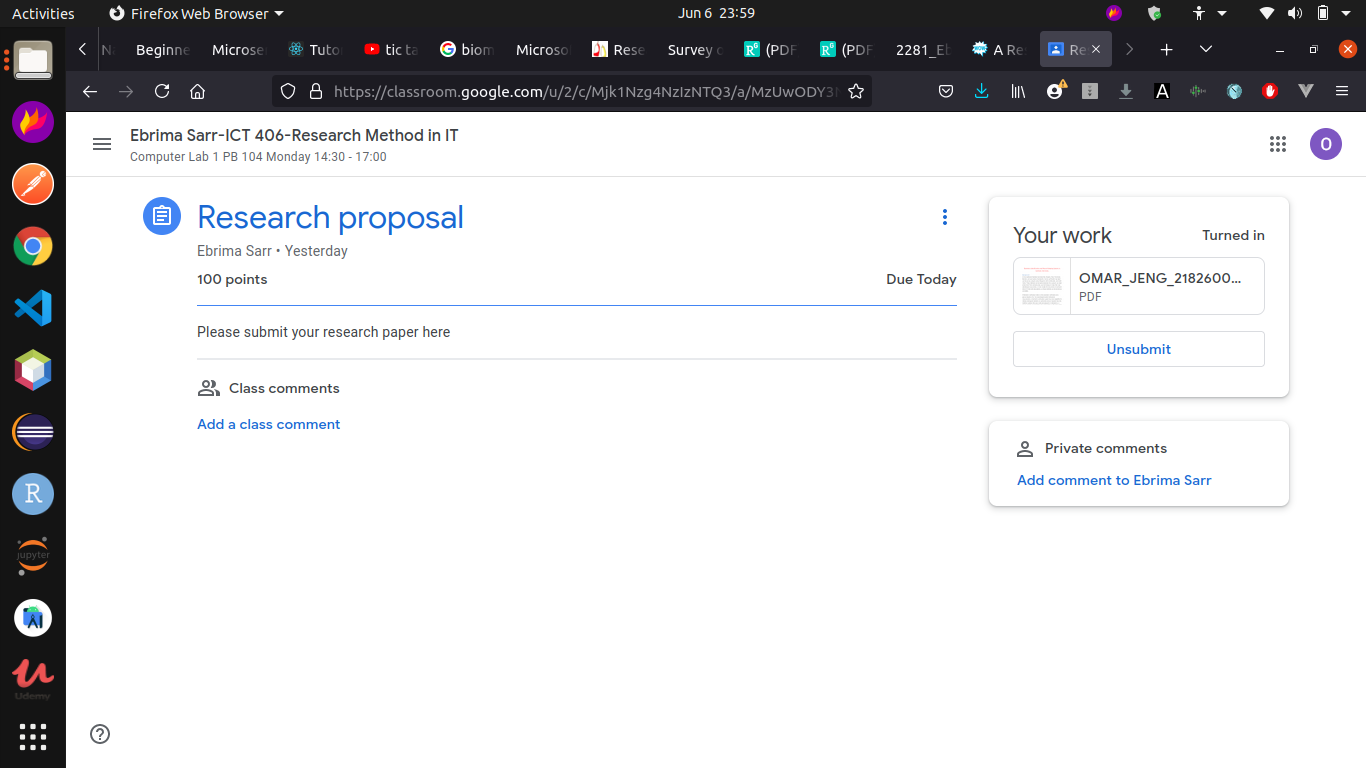 Activities
Firefox Web Browser
Jun 6 23:59
Beginne
Microse
Tuto
tic ta
biom
Microso
Rese
Survey o
(PDF
(PDF
2281_Eb
A Re
Re
https://classroom.google.com/u/2/c/Mjk1Nzg4NzIzNTQ3/a/MzUwODY3N
Ebrima Sarr-ICT 406-Research Method in IT
Computer Lab 1 PB 104 Monday 14:30 - 17:00
O
Research proposal
Ebrima Sarr • Yesterday
100 points
Due Today
Please submit your research paper here
Class comments
Add a class comment
Your work
Turned in
OMAR_JENG_2182600...
PDF
Unsubmit
Private comments
Add comment to Ebrima Sarr
R
jupyter
AI
Udemy